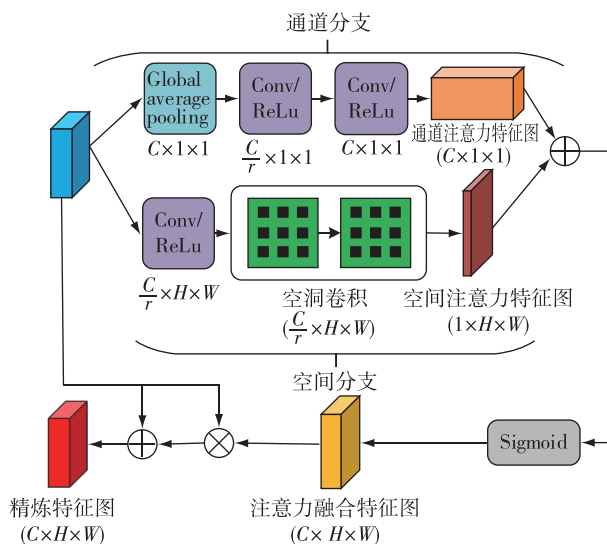 通道分支
Global
average
pooling
C×1×1
Conv/
ReLu
C/r×1×1
Conv/
ReLu
C×1×1
通道注意力特征图
(C×1×1)
Conv/
ReLu
C/r×H×W
空洞卷积
(C/r×H×W)
空间注意力特征图
(1×H×W)
空间分支
Sigmoid
注意力融合特征图
(C×H×W)
精炼特征图
(C×H×W)